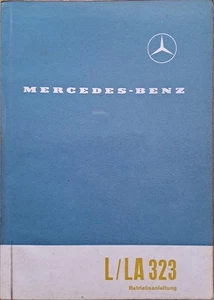 MERCEDES-BENZ
L/LA 323
Betriebsanleitung